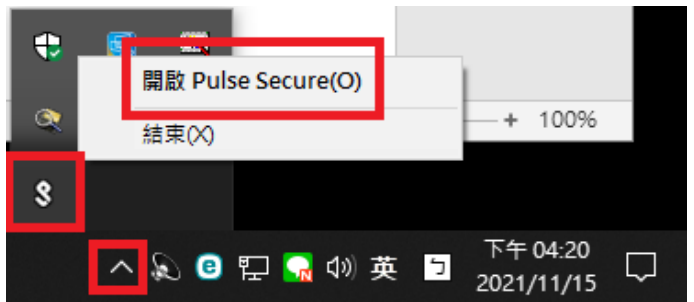 開啟 Pulse Secure(O)
結束(X)
+ 100%
英 ㄅ
下午 04:20
2021/11/15